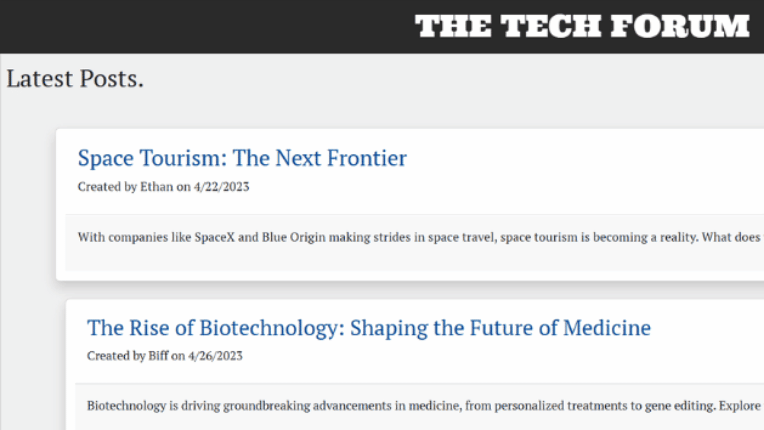 THE TECH FORUM
Latest Posts.
Space Tourism: The Next Frontier
Created by Ethan on 4/22/2023
With companies like SpaceX and Blue Origin making strides in space travel, space tourism is becoming a reality. What does
The Rise of Biotechnology: Shaping the Future of Medicine
Created by Biff on 4/26/2023
Biotechnology is driving groundbreaking advancements in medicine, from personalized treatments to gene editing. Explore